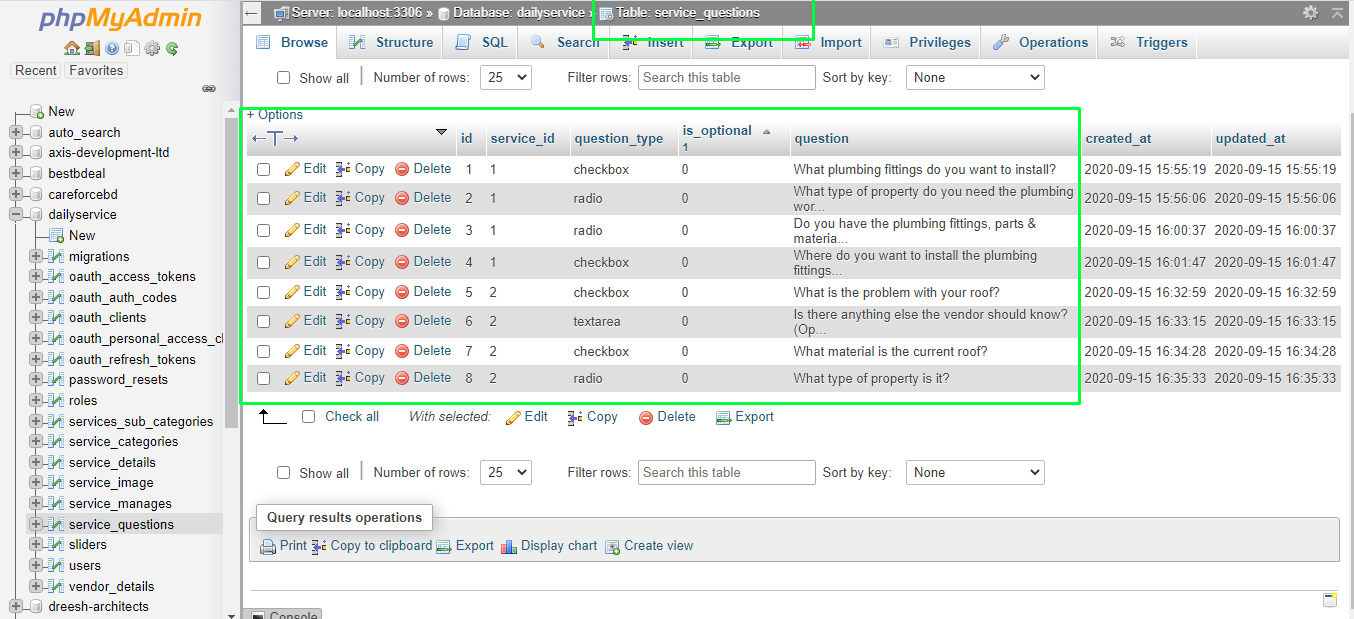 phpMyAdmin
Recent Favorites
New
auto_search
axis-development-ltd
bestbdeal
careforcebd
dailyservice
New
migrations
oauth_access_tokens
oauth_auth_codes
oauth_clients
oauth_personal_access_cl
oauth_refresh_tokens
password_resets
roles
services_sub_categories
service_categories
service_details
service_image
service_manages
service_questions
sliders
users
vendor_details
dreesh-architects
Server: localhost:3306 » Database: dailyservice » Table: service_questions
Browse Structure SQL Search Insert Export Import Privileges Operations Triggers
Show all Number of rows: 25 Filter rows: Search this table Sort by key: None
+ Options
←T→ id service_id question_type is_optional 1 question created_at updated_at
Edit Copy Delete 1 1 checkbox 0 What plumbing fittings do you want to install? 2020-09-15 15:55:19 2020-09-15 15:55:19
Edit Copy Delete 2 1 radio 0 What type of property do you need the plumbing wor... 2020-09-15 15:56:06 2020-09-15 15:56:06
Edit Copy Delete 3 1 radio 0 Do you have the plumbing fittings, parts & materia... 2020-09-15 16:00:37 2020-09-15 16:00:37
Edit Copy Delete 4 1 checkbox 0 Where do you want to install the plumbing fittings... 2020-09-15 16:01:47 2020-09-15 16:01:47
Edit Copy Delete 5 2 checkbox 0 What is the problem with your roof? 2020-09-15 16:32:59 2020-09-15 16:32:59
Edit Copy Delete 6 2 textarea 0 Is there anything else the vendor should know? (Op... 2020-09-15 16:33:15 2020-09-15 16:33:15
Edit Copy Delete 7 2 checkbox 0 What material is the current roof? 2020-09-15 16:34:28 2020-09-15 16:34:28
Edit Copy Delete 8 2 radio 0 What type of property is it? 2020-09-15 16:35:33 2020-09-15 16:35:33
Check all With selected: Edit Copy Delete Export
Show all Number of rows: 25 Filter rows: Search this table Sort by key: None
Query results operations
Print Copy to clipboard Export Display chart Create view
Console